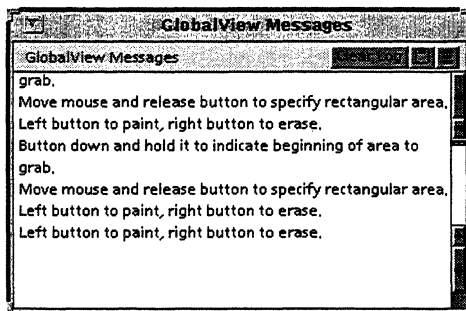 GlobalView Messages
GlobalView Messages Clear Log
grab.
Move mouse and release button to specify rectangular area.
Left button to paint, right button to erase.
Button down and hold it to indicate beginning of area to
grab.
Move mouse and release button to specify rectangular area.
Left button to paint, right button to erase.
Left button to paint, right button to erase.